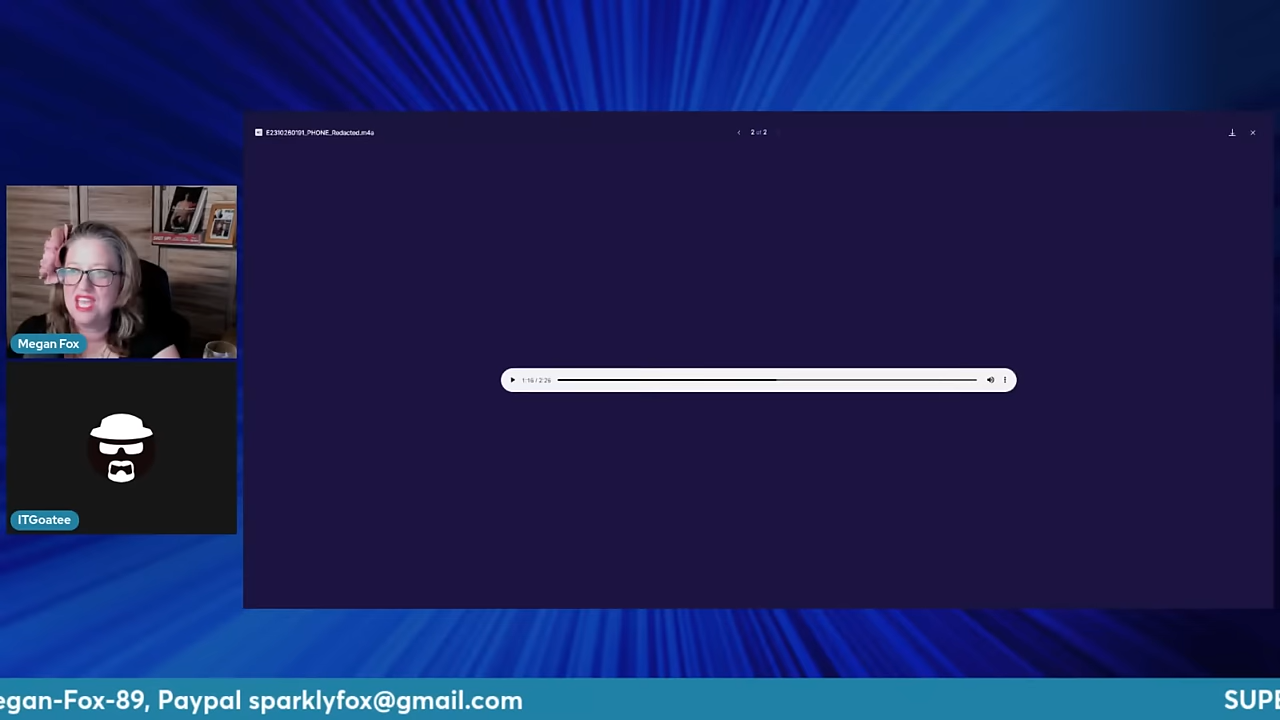 E2310260191_PHONE_Redacted.m4a
2 of 2
1:16 / 2:26
Megan Fox
ITGoatee
egan-Fox-89, Paypal sparklyfox@gmail.com
SUPE